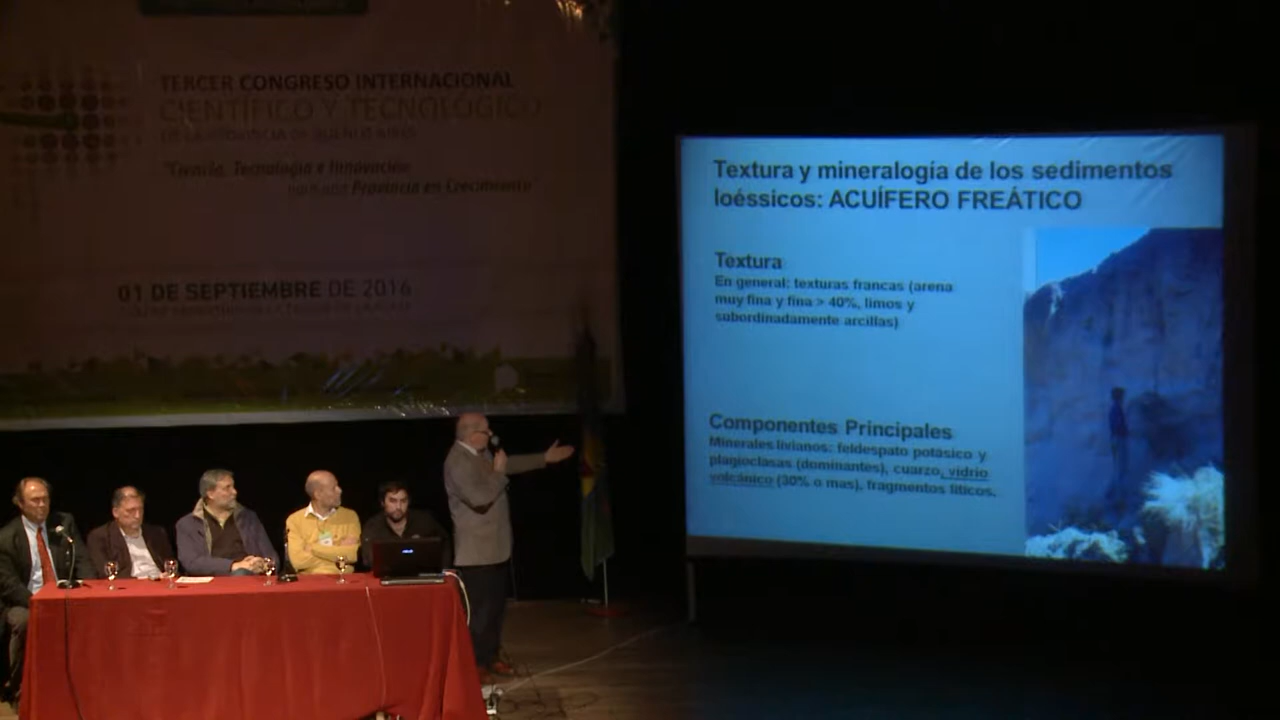 TERCER CONGRESO INTERNACIONAL
CIENTÍFICO Y TECNOLÓGICO
"Ciencia, Tecnología e Innovación
Provincia en Crecimiento
01 DE SEPTIEMBRE DE 2016
Textura y mineralogía de los sedimentos
loéssicos: ACUÍFERO FREÁTICO
Textura
En general: texturas francas (arena
muy fina y fina > 40%, limos y
subordinadamente arcillas)
Componentes Principales
Minerales livianos: feldespato potásico y
plagioclasas (dominantes), cuarzo, vidrio
volcánico (30% o mas), fragmentos líticos.